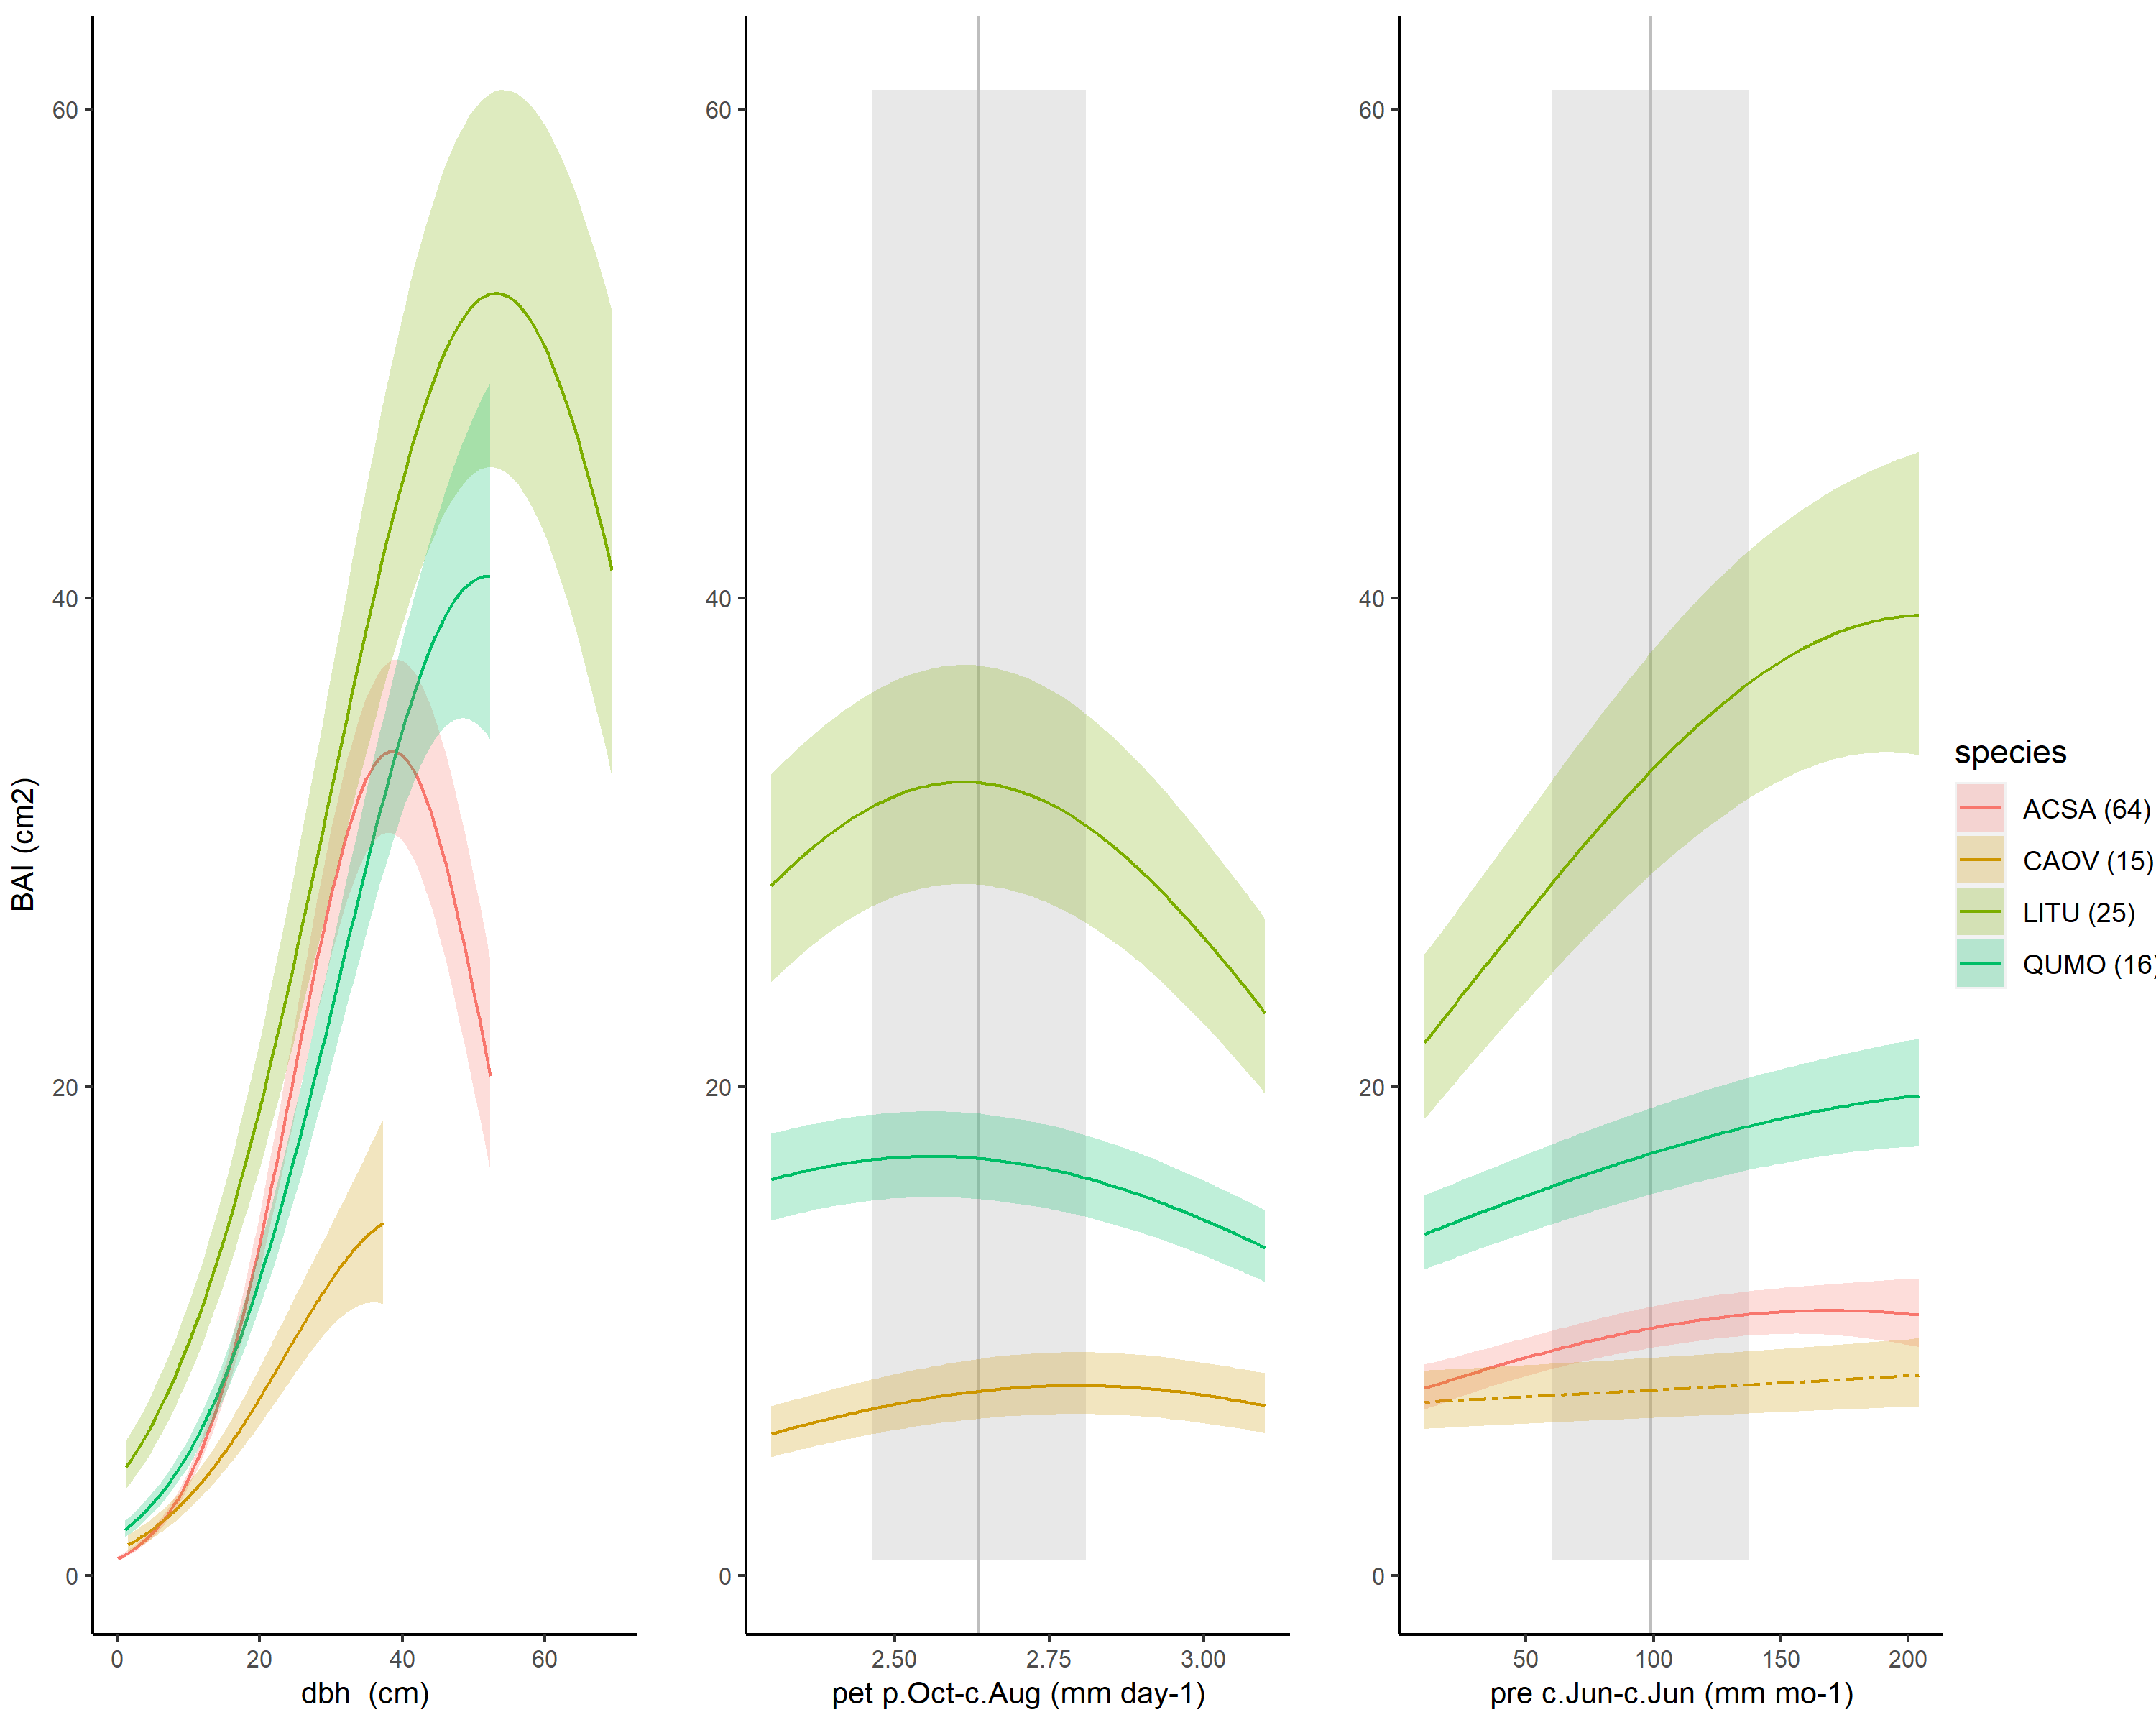 BAI (cm2)
60
40
20
0
0 20 40 60
dbh (cm)
60
40
20
0
2.50 2.75 3.00
pet p.Oct-c.Aug (mm day-1)
60
40
20
0
50 100 150 200
pre c.Jun-c.Jun (mm mo-1)
species
ACSA (64)
CAOV (15)
LITU (25)
QUMO (16)